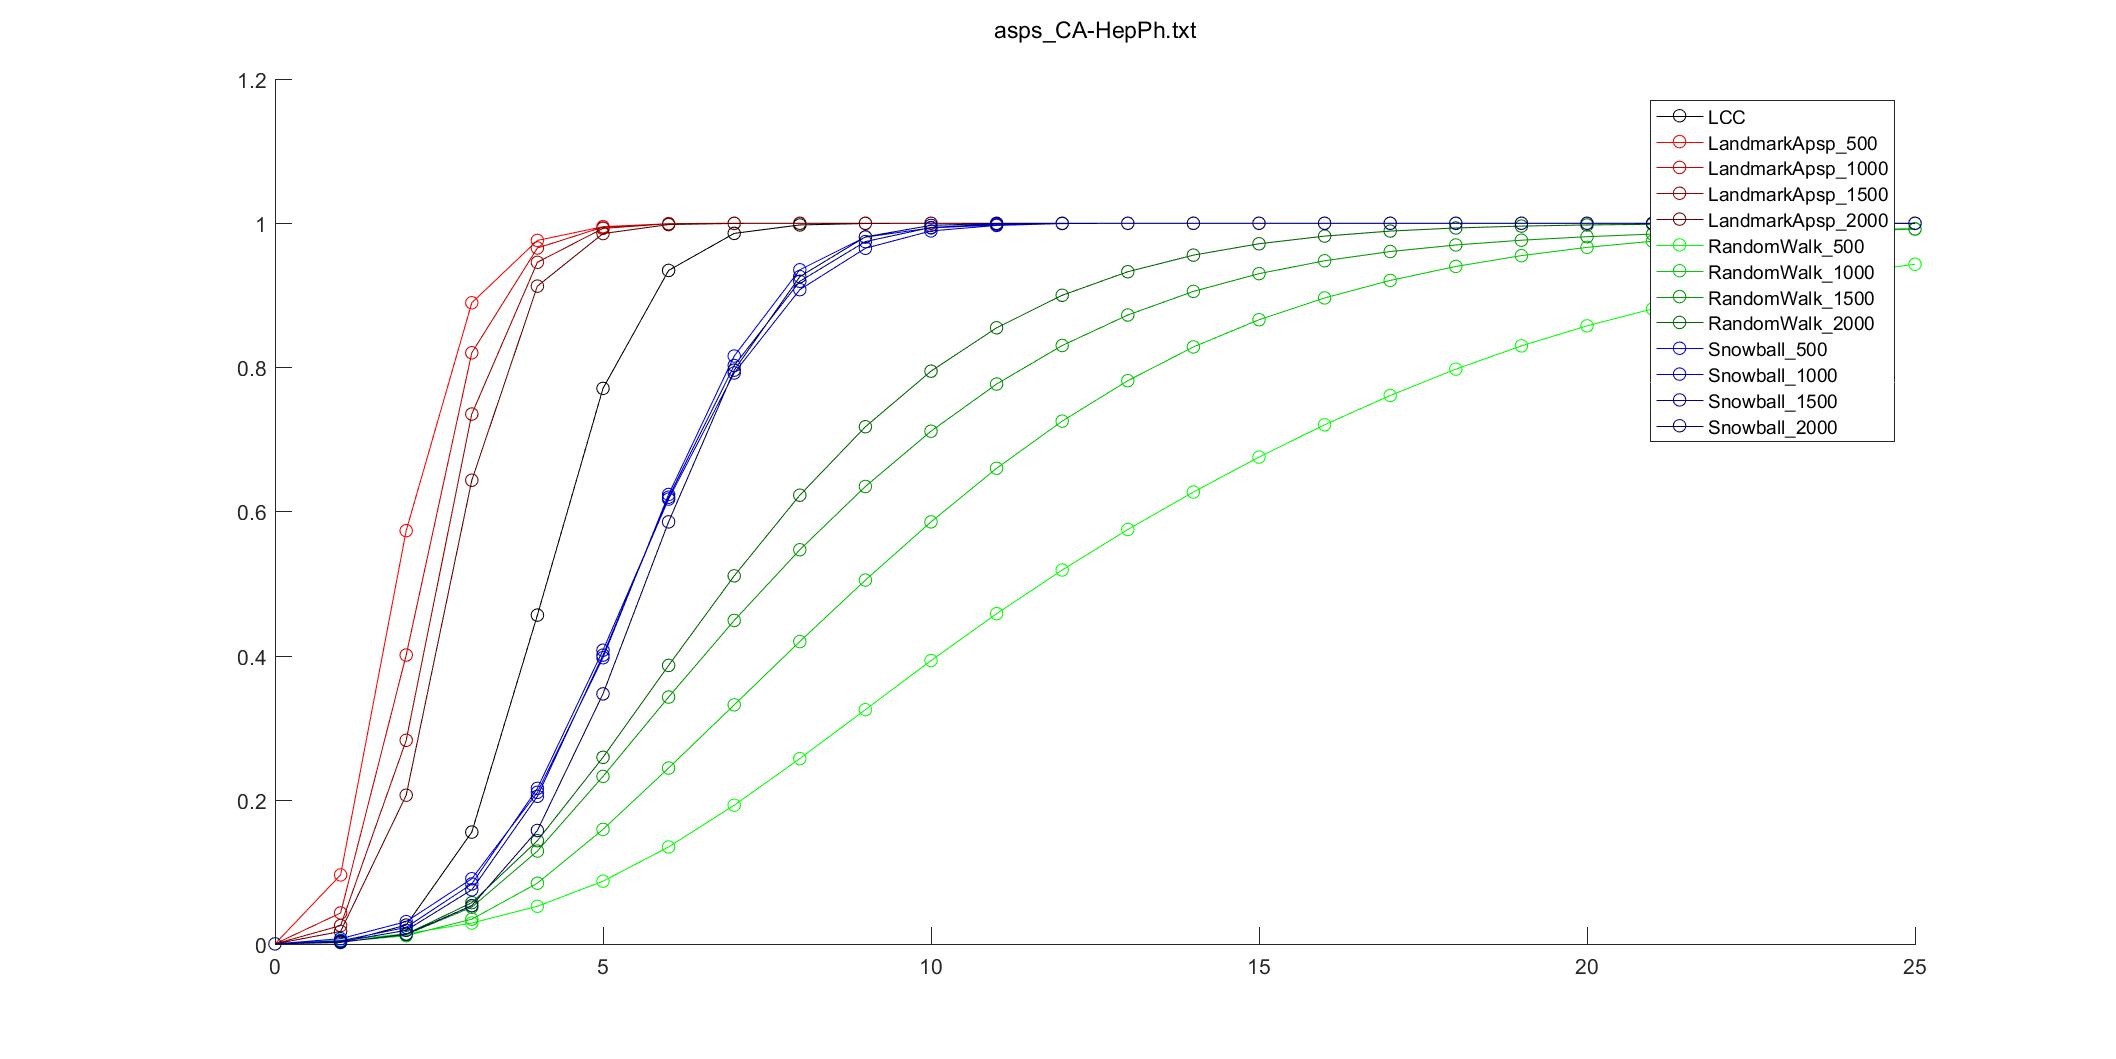 asps_CA-HepPh.txt
1.2
1
0.8
0.6
0.4
0.2
0
0 5 10 15 20 25
LCC
LandmarkApsp_500
LandmarkApsp_1000
LandmarkApsp_1500
LandmarkApsp_2000
RandomWalk_500
RandomWalk_1000
RandomWalk_1500
RandomWalk_2000
Snowball_500
Snowball_1000
Snowball_1500
Snowball_2000